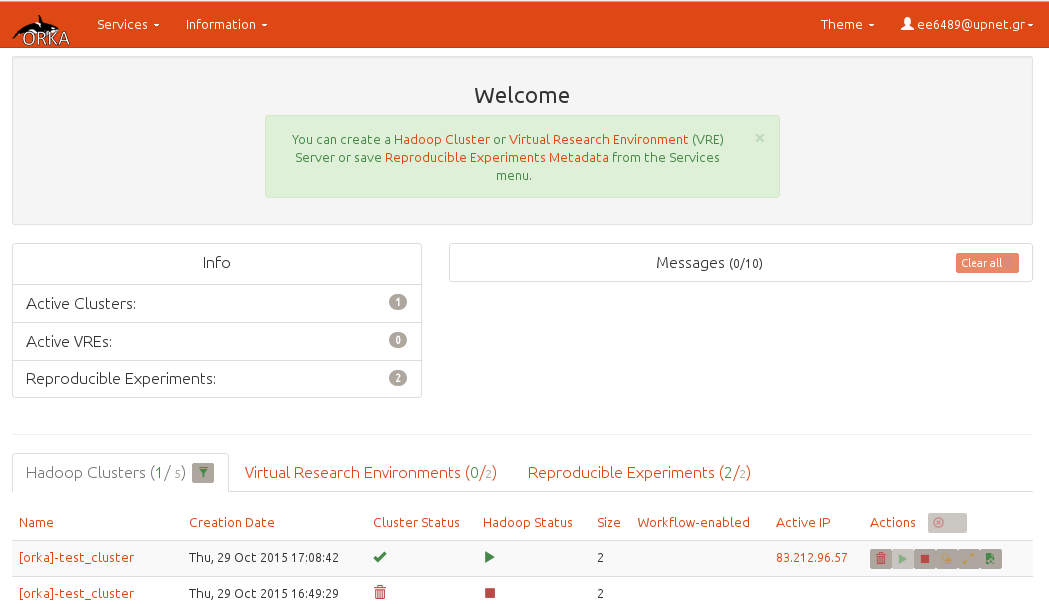 ORKA Services Information Theme ee6489@upnet.gr
Welcome
You can create a Hadoop Cluster or Virtual Research Environment (VRE)
Server or save Reproducible Experiments Metadata from the Services
menu.
×
Info
Active Clusters: 1
Active VREs: 0
Reproducible Experiments: 2
Messages (0/10) Clear all
Hadoop Clusters (1/ 5) Virtual Research Environments (0/2) Reproducible Experiments (2/2)
Name Creation Date Cluster Status Hadoop Status Size Workflow-enabled Active IP Actions
[orka]-test_cluster Thu, 29 Oct 2015 17:08:42 2 83.212.96.57
[orka]-test_cluster Thu, 29 Oct 2015 16:49:29 2